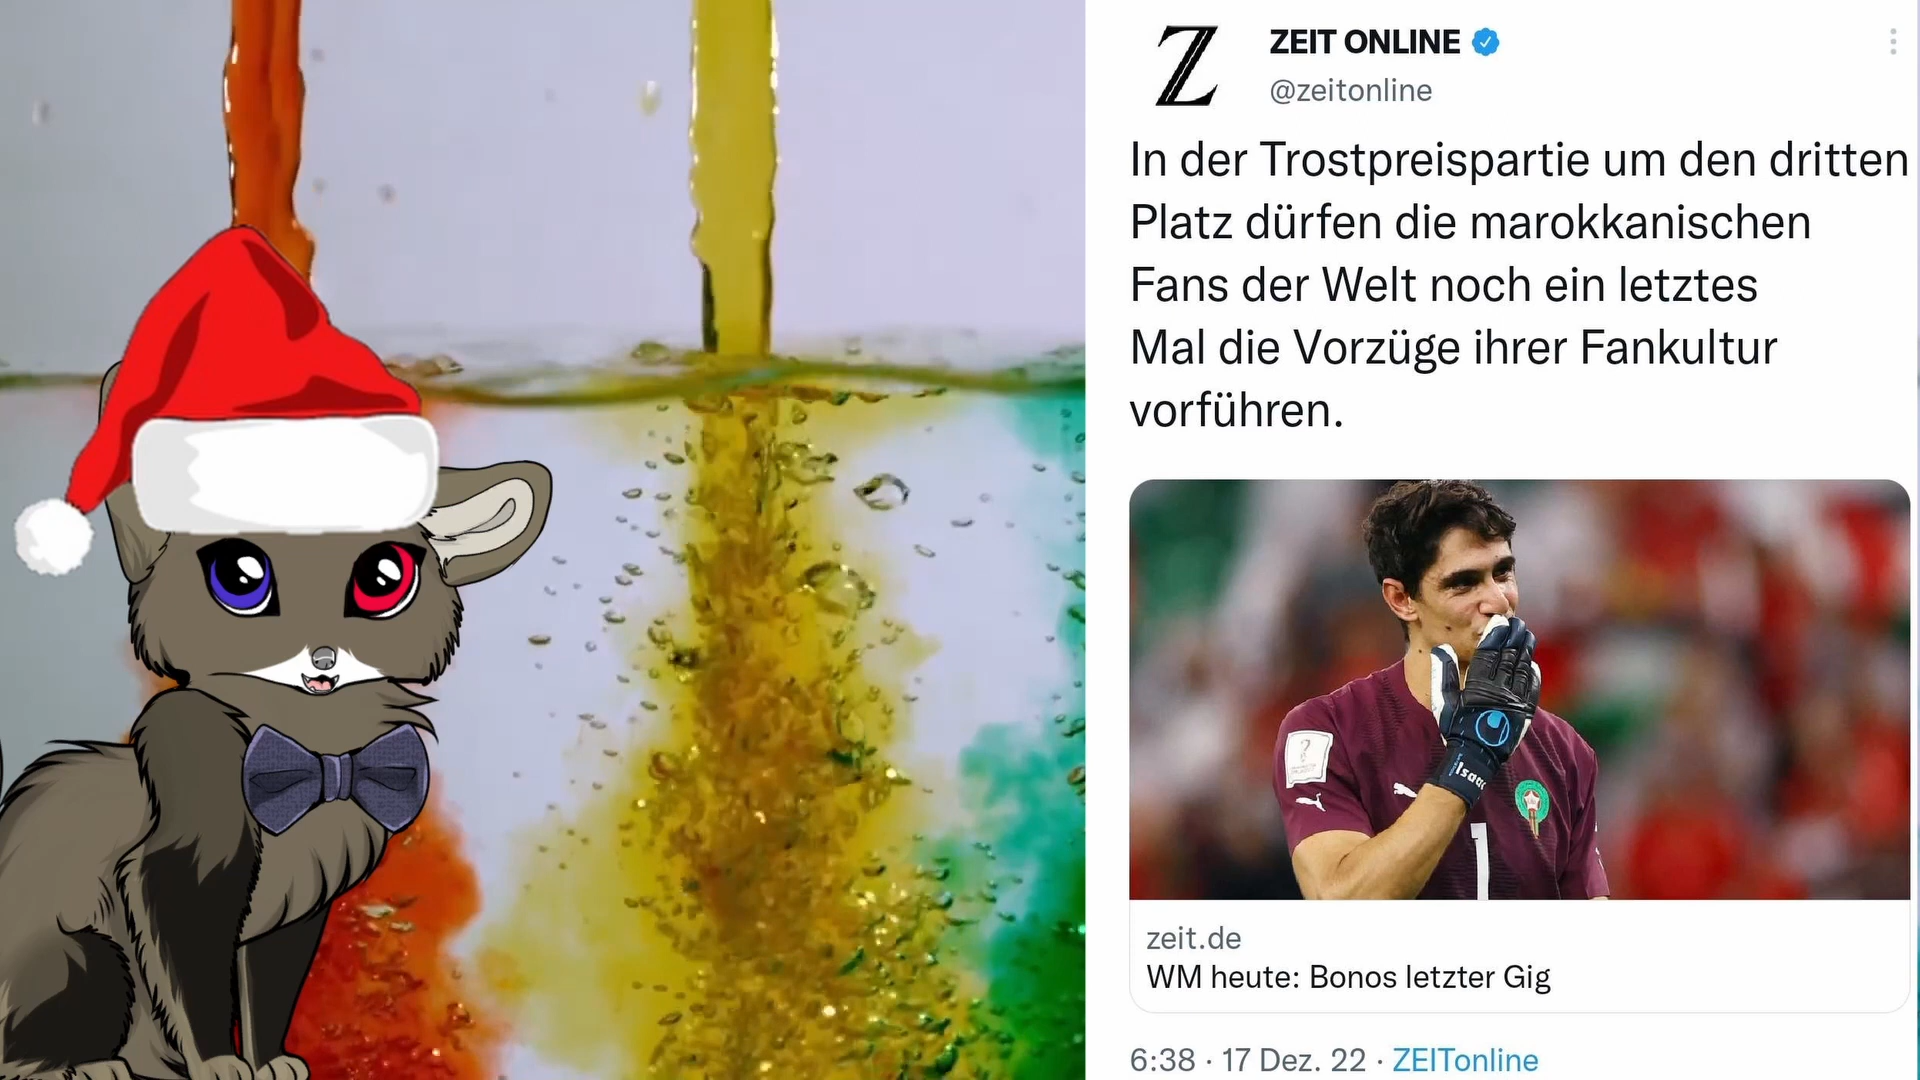 ZEIT ONLINE
@zeitonline
In der Trostpreispartie um den dritten
Platz dürfen die marokkanischen
Fans der Welt noch ein letztes
Mal die Vorzüge ihrer Fankultur
vorführen.
Isaac
1
zeit.de
WM heute: Bonos letzter Gig
6:38 · 17 Dez. 22 · ZEITonline